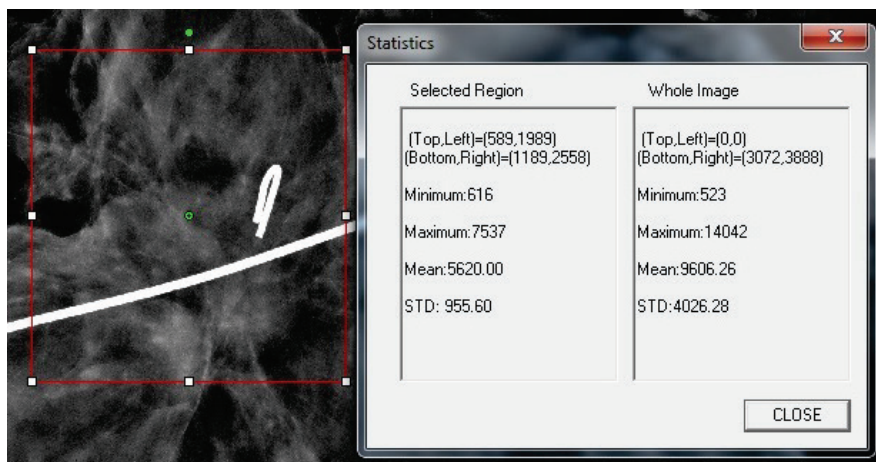 Statistics
Selected Region
(Top,Left)=(589,1989)
(Bottom,Right)=(1189,2558)
Minimum:616
Maximum:7537
Mean:5620.00
STD: 955.60
Whole Image
(Top,Left)=(0,0)
(Bottom,Right)=(3072,3888)
Minimum:523
Maximum:14042
Mean:9606.26
STD:4026.28
CLOSE